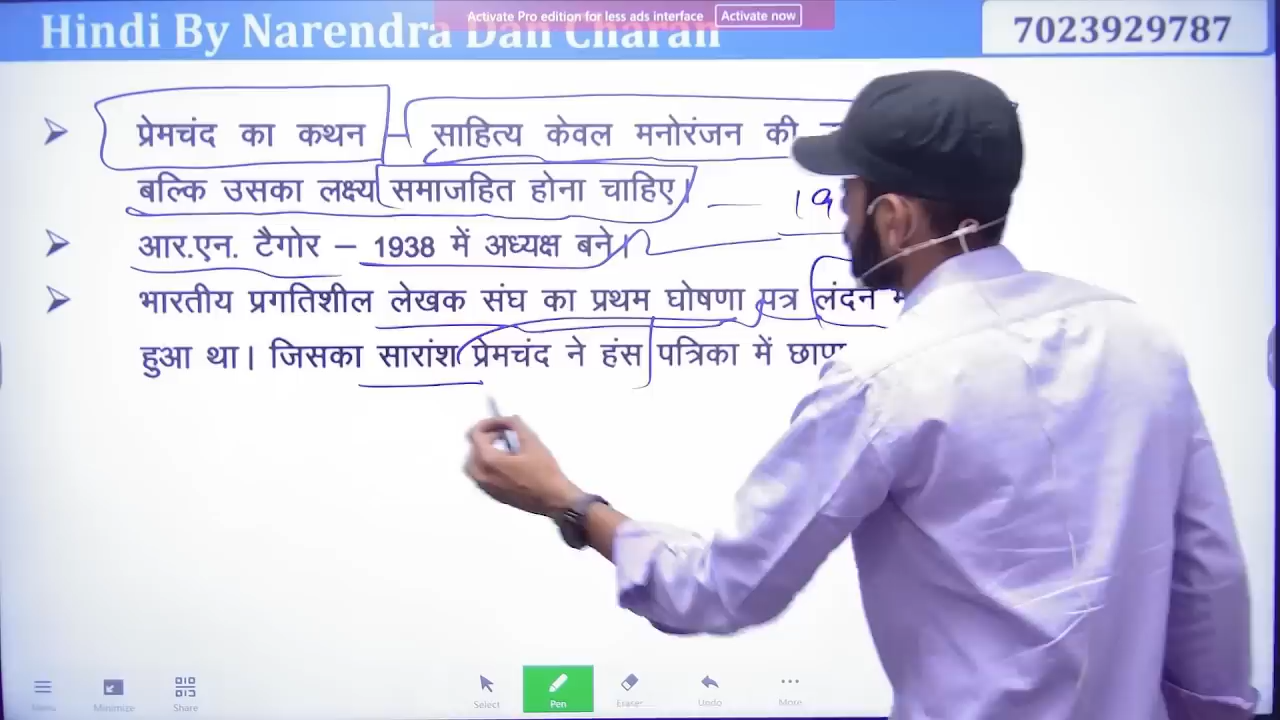 Activate Pro edition for less ads interface Activate now
Hindi By Narendra Dan Charan
7023929787
प्रेमचंद का कथन – साहित्य केवल मनोरंजन की
बल्कि उसका लक्ष्य समाजहित होना चाहिए।
आर.एन. टैगोर – 1938 में अध्यक्ष बने।
भारतीय प्रगतिशील लेखक संघ का प्रथम घोषणा पत्र लंदन
हुआ था। जिसका सारांश प्रेमचंद ने हंस पत्रिका में
Menu Minimize Share Select Pen Eraser... Undo More